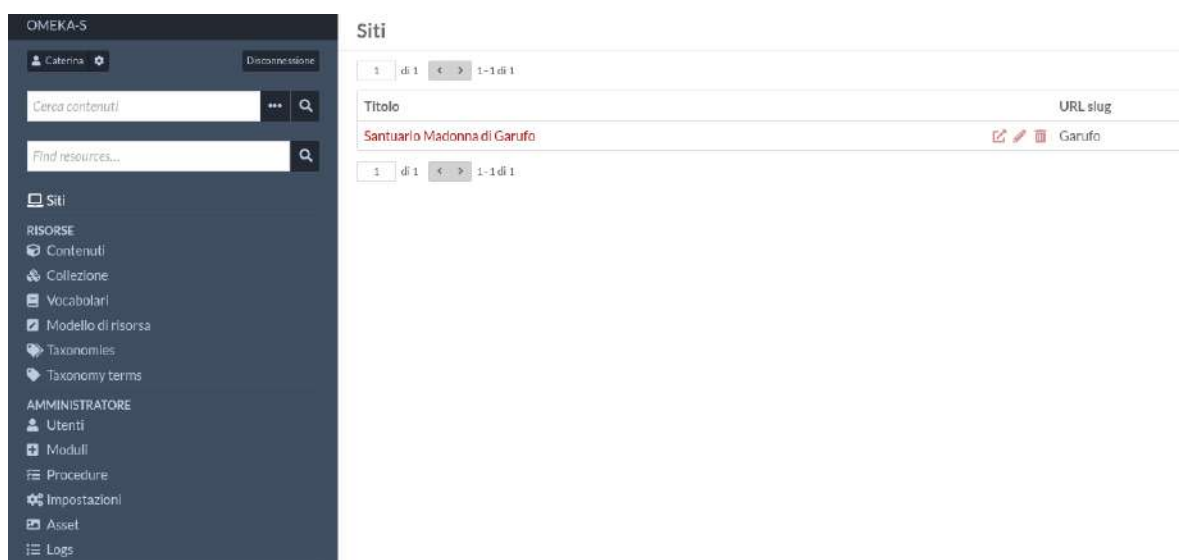 OMEKA-S
Caterina
Disconnessione
Cerca contenuti
Find resources...
Siti
RISORSE
Contenuti
Collezione
Vocabolari
Modello di risorsa
Taxonomies
Taxonomy terms
AMMINISTRATORE
Utenti
Moduli
Procedure
Impostazioni
Asset
Logs
Siti
1 di 1 < > 1–1 di 1
Titolo URL slug
Santuario Madonna di Garufo Garufo
1 di 1 < > 1–1 di 1